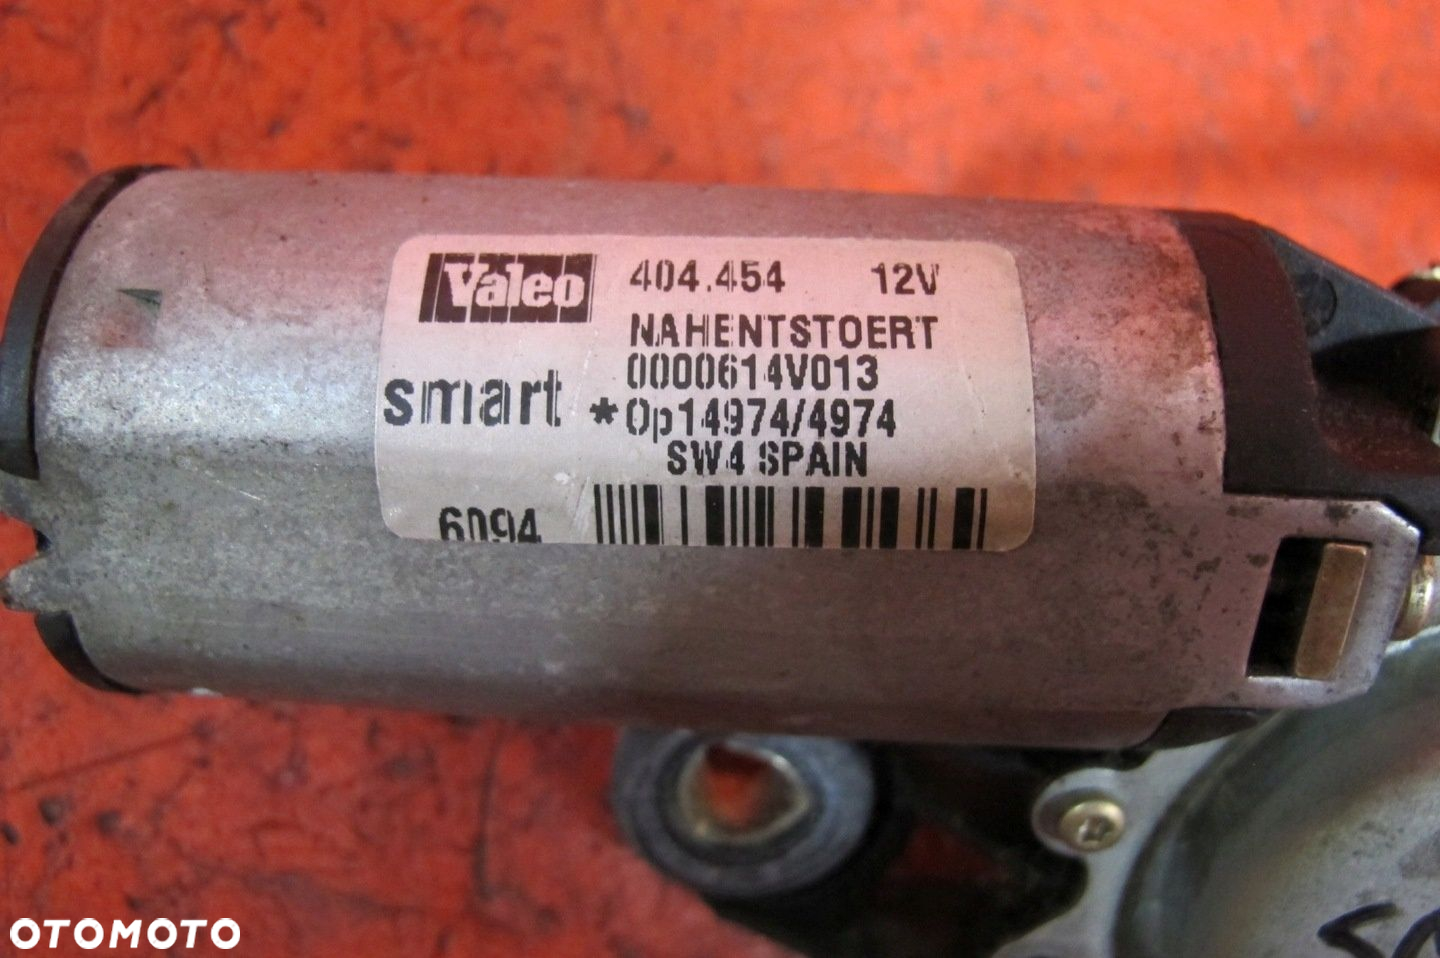 Valeo 404.454 12V
NAHENTSTOERT
0000614V013
smart *0p14974/4974
SW4 SPAIN
6094
OTOMOTO